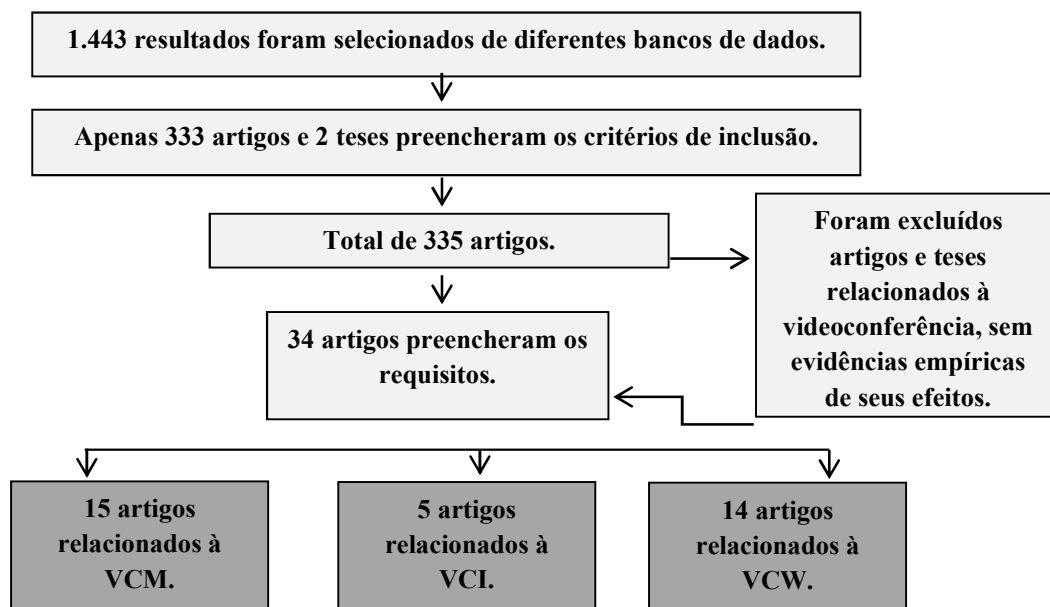 1.443 resultados foram selecionados de diferentes bancos de dados.
Apenas 333 artigos e 2 teses preencheram os critérios de inclusão.
Total de 335 artigos.
Foram excluídos
artigos e teses
relacionados à
videoconferência, sem
evidências empíricas
de seus efeitos.
34 artigos preencheram os
requisitos.
15 artigos
relacionados à
VCM.
5 artigos
relacionados à
VCI.
14 artigos
relacionados à
VCW.